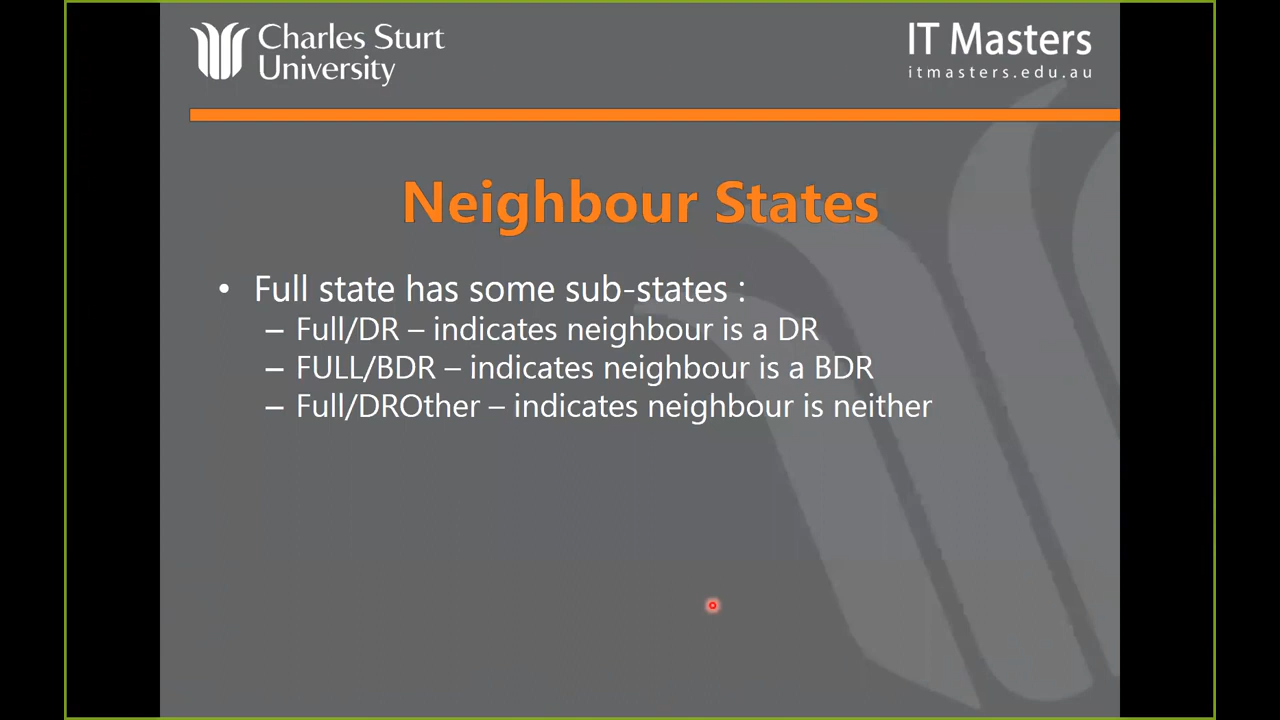 Charles Sturt
University
IT Masters
itmasters.edu.au
Neighbour States
• Full state has some sub-states :
– Full/DR – indicates neighbour is a DR
– FULL/BDR – indicates neighbour is a BDR
– Full/DROther – indicates neighbour is neither